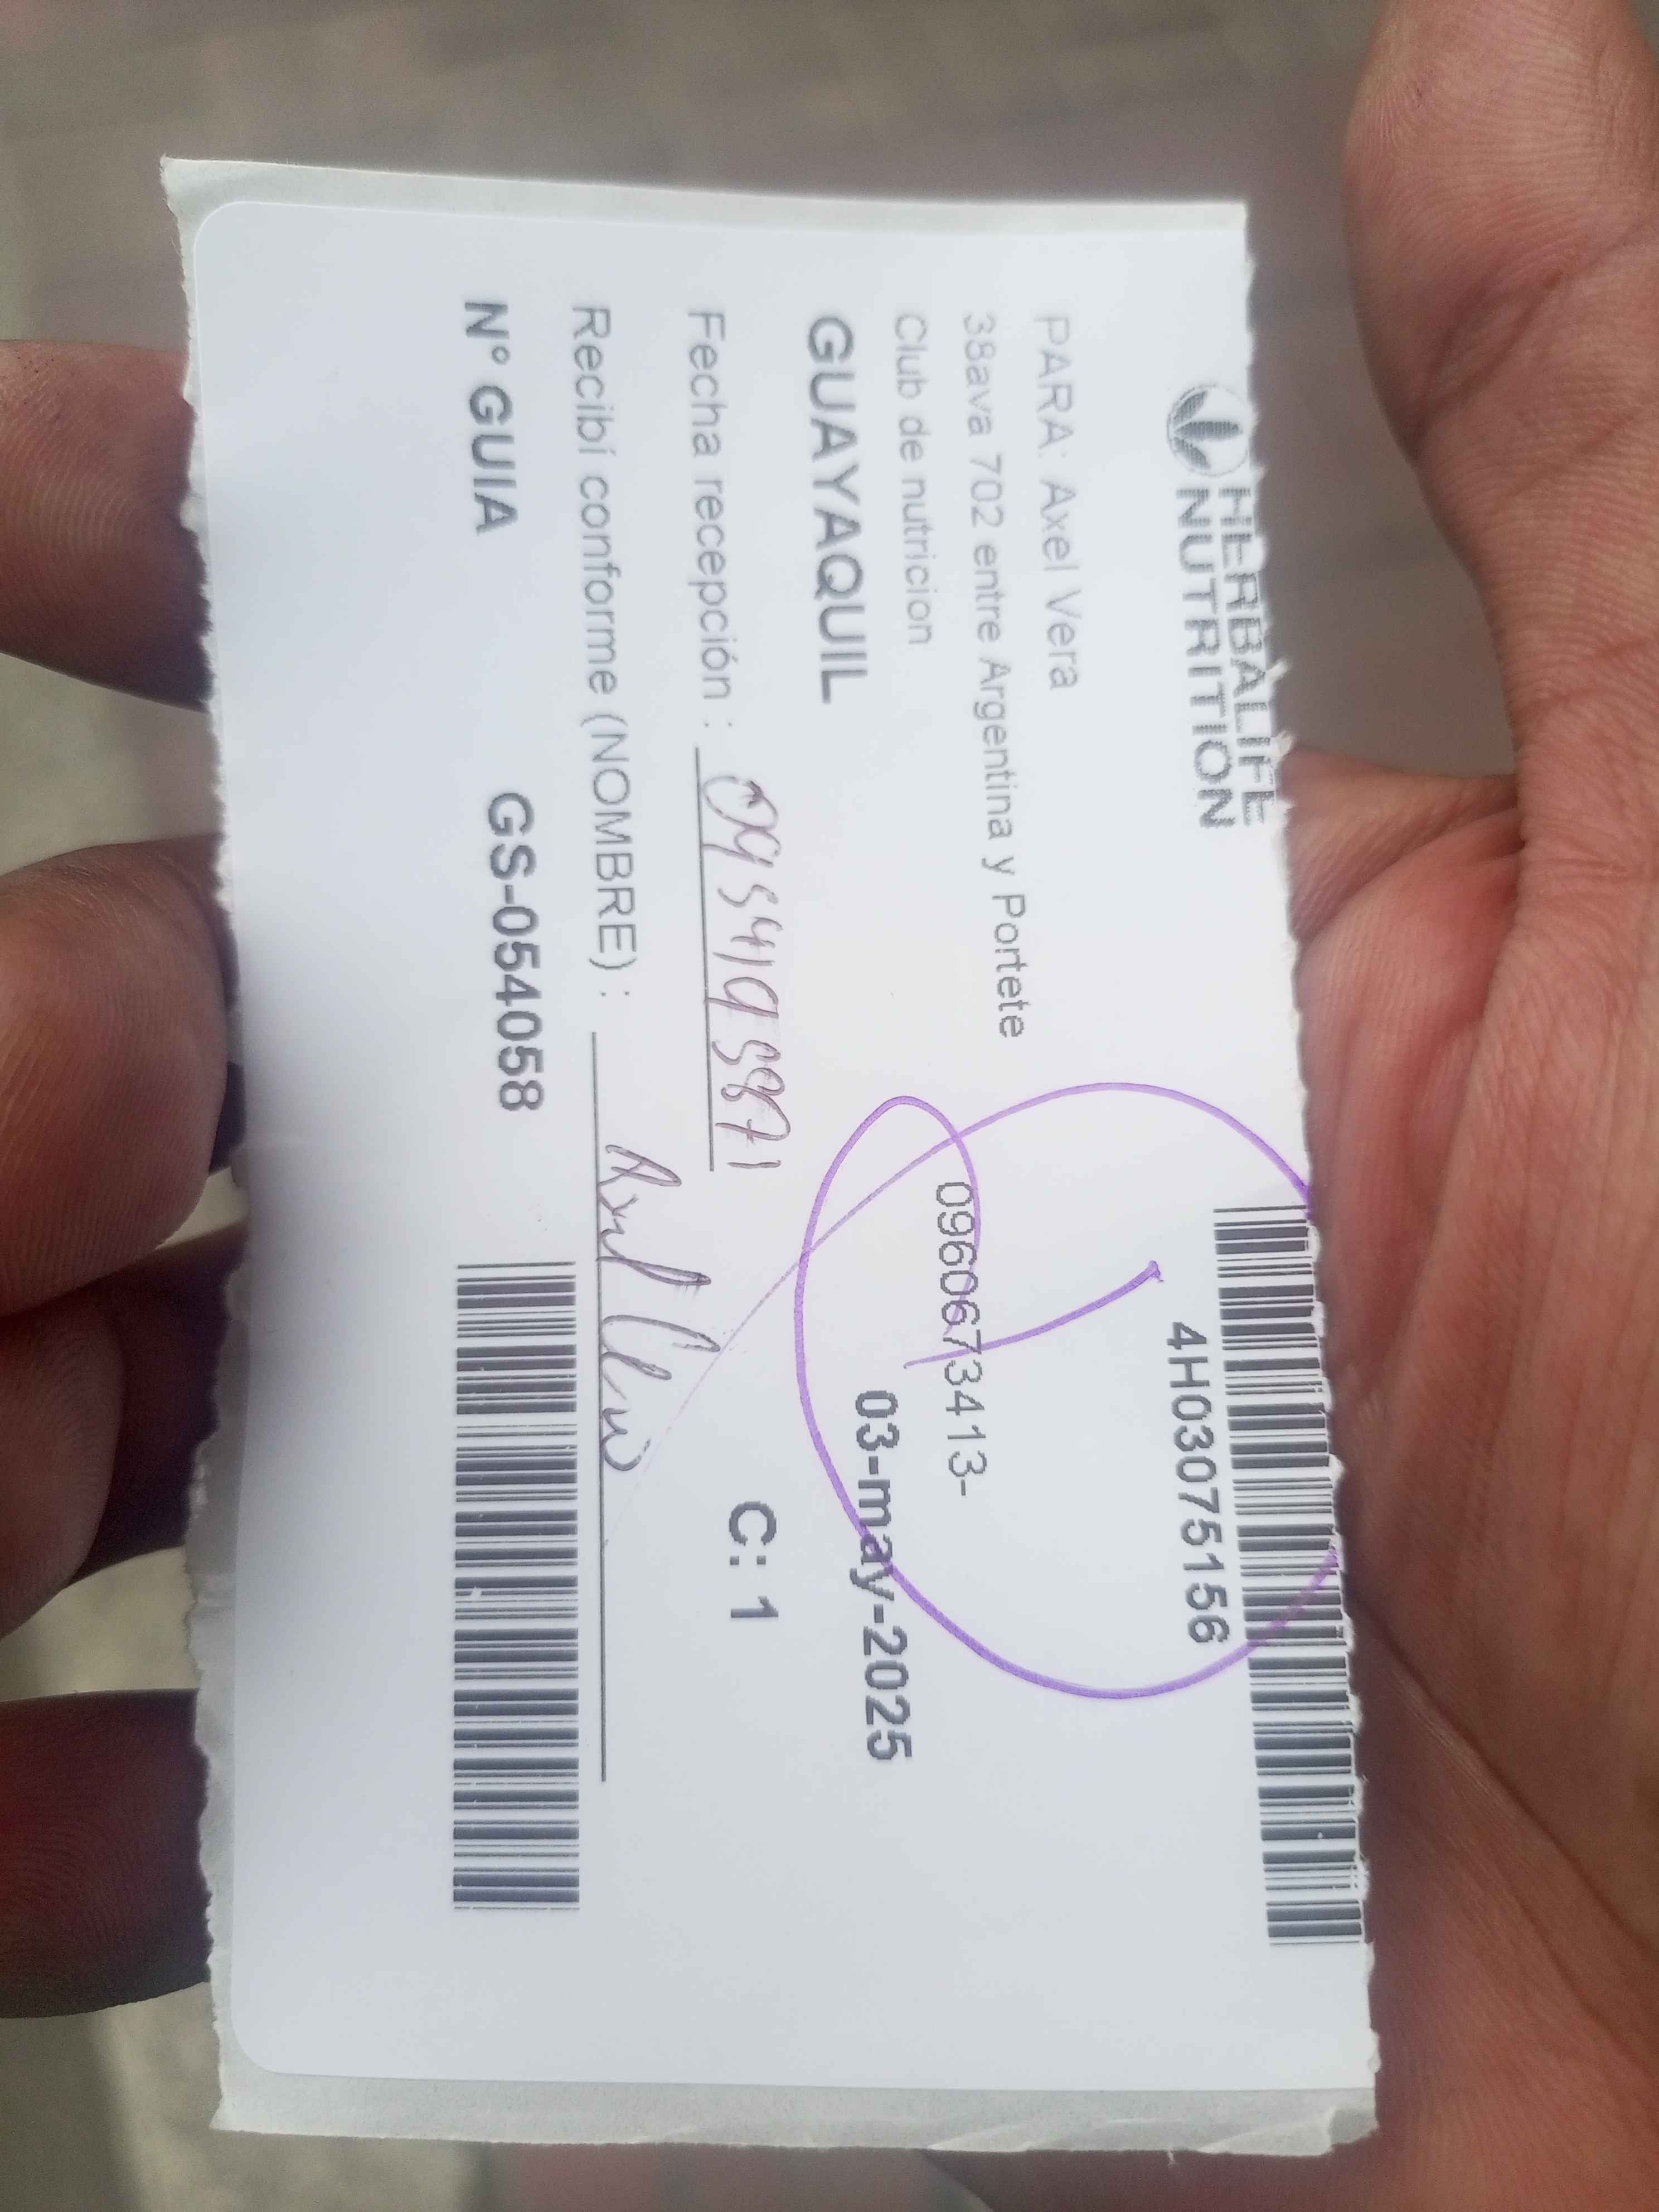 HERBALIFE
NUTRITION
4H03075156
PARA: Axel Vera
38ava 702 entre Argentina y Portete
0960673413-
Club de nutricion
GUAYAQUIL
03-may-2025
Fecha recepción :
C: 1
Recibí conforme (NOMBRE) :
N° GUIA
GS-054058